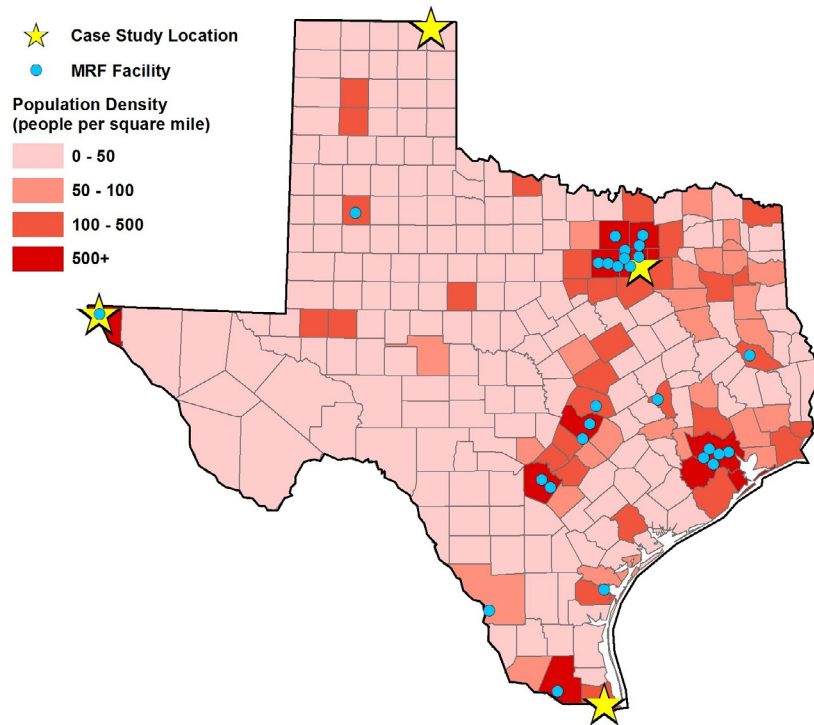 Case Study Location
MRF Facility
Population Density
(people per square mile)
0 - 50
50 - 100
100 - 500
500+